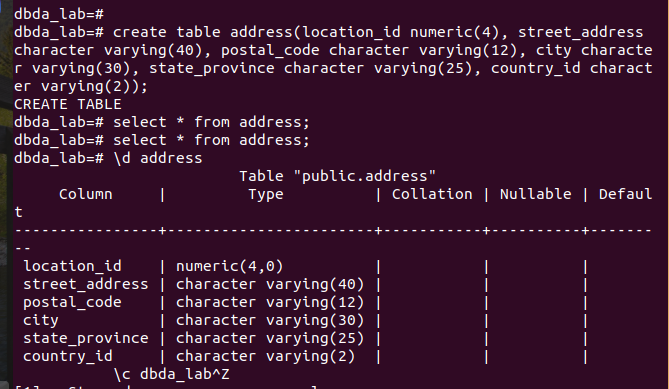 dbda_lab=#
dbda_lab=# create table address(location_id numeric(4), street_address
character varying(40), postal_code character varying(12), city characte
r varying(30), state_province character varying(25), country_id charact
er varying(2));
CREATE TABLE
dbda_lab=# select * from address;
dbda_lab=# select * from address;
dbda_lab=# \d address
Table "public.address"
Column | Type | Collation | Nullable | Defaul
t
----------------+-----------------------+-----------+----------+-------
--
location_id | numeric(4,0) | | |
street_address | character varying(40) | | |
postal_code | character varying(12) | | |
city | character varying(30) | | |
state_province | character varying(25) | | |
country_id | character varying(2) | | |
\c dbda_lab^Z